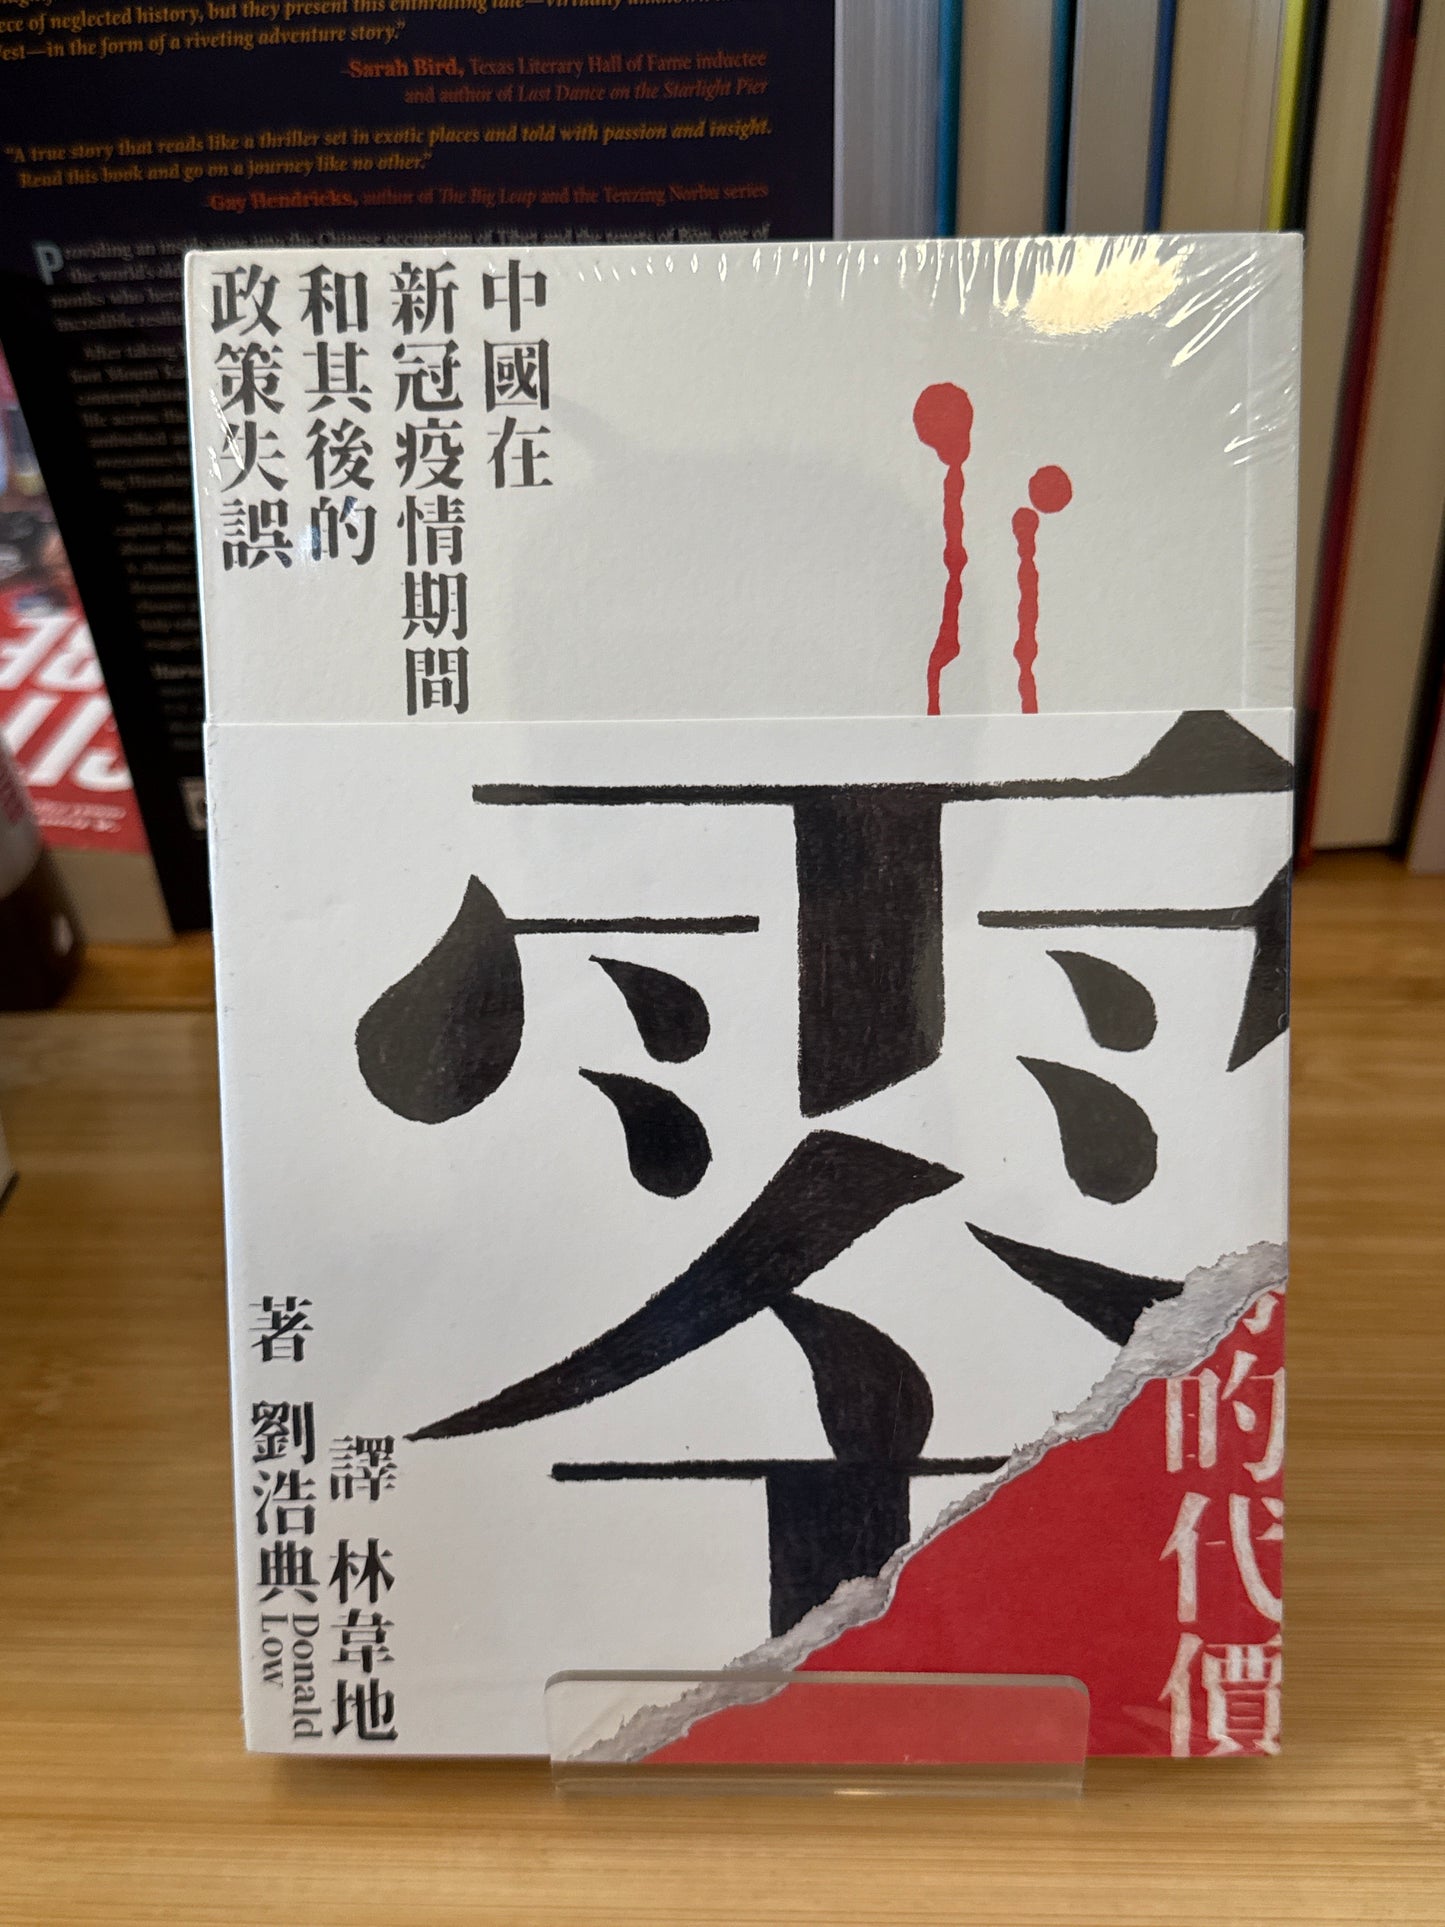 中國在
新冠疫情期間
和其後的
政策失誤
零
的代價
譯 林韋地
著 劉浩典 Donald Low
of neglected history, but they present this enthralling tale—virtually
—in the form of a riveting adventure story."
–Sarah Bird, Texas Literary Hall of Fame inductee
and author of Last Dance on the Starlight Pier
"A true story that reads like a thriller set in exotic places and told with passion and insight.
Read this book and go on a journey like no other."
–Gay Hendricks, author of The Big Leap and the Tenzing Norbu series